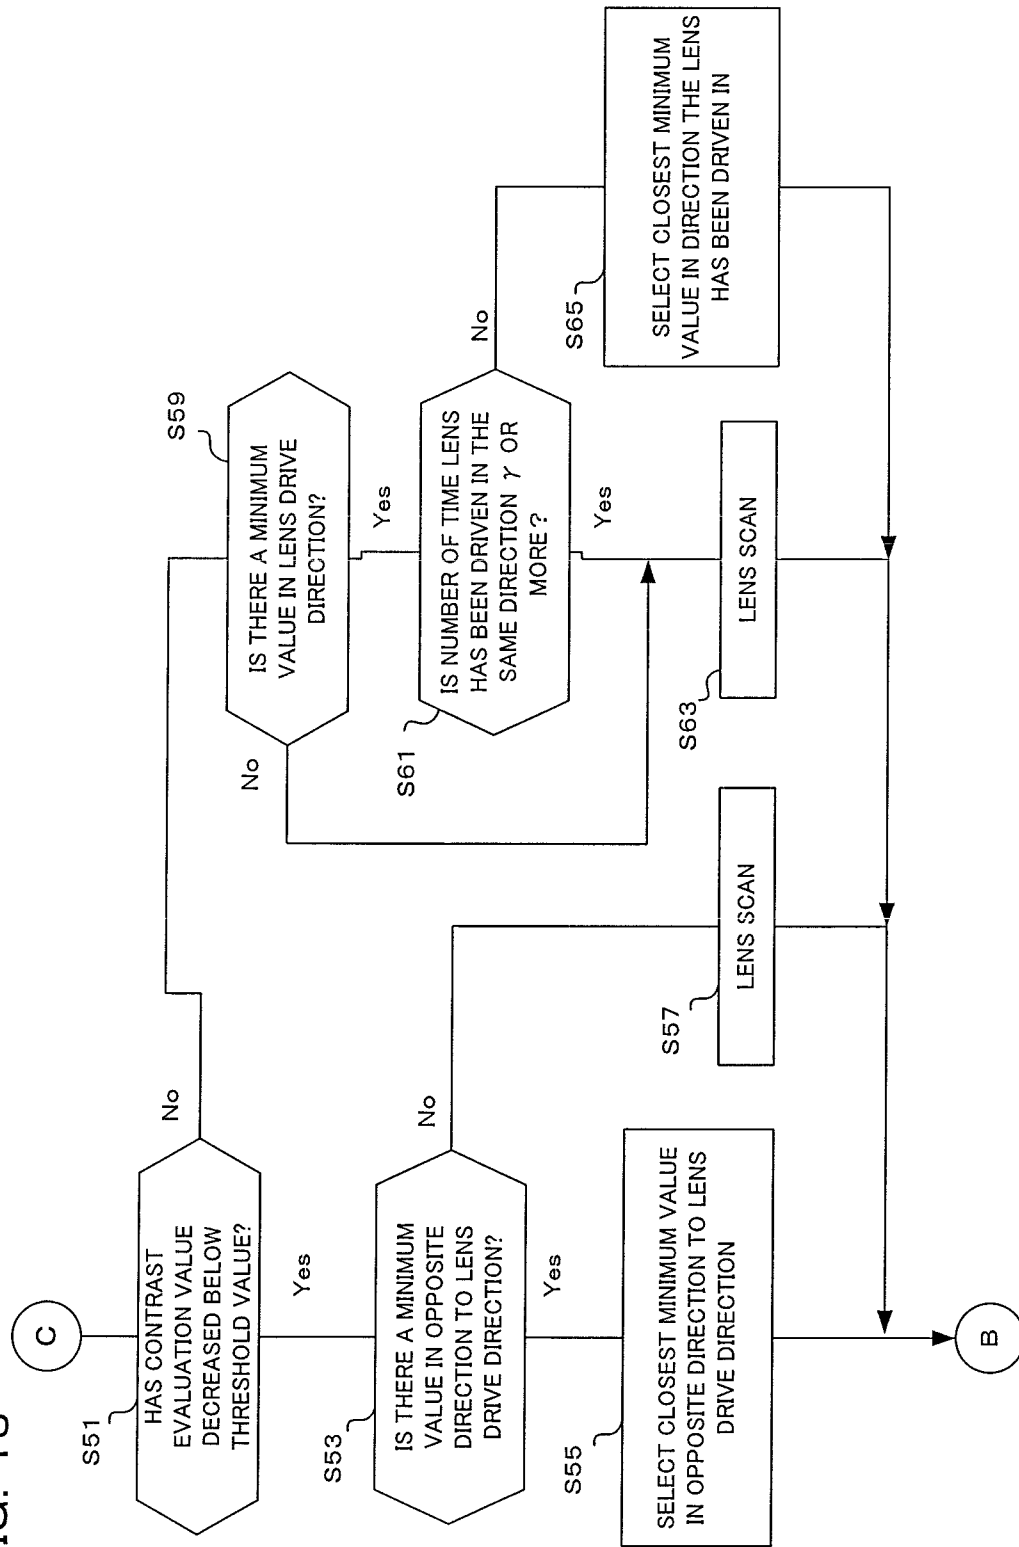 C
S51
HAS CONTRAST
EVALUATION VALUE
DECREASED BELOW
THRESHOLD VALUE?
No
Yes
S53
IS THERE A MINIMUM
VALUE IN OPPOSITE
DIRECTION TO LENS
DRIVE DIRECTION?
No
Yes
S55
SELECT CLOSEST MINIMUM VALUE
IN OPPOSITE DIRECTION TO LENS
DRIVE DIRECTION
S57
LENS SCAN
S59
IS THERE A MINIMUM
VALUE IN LENS DRIVE
DIRECTION?
No
Yes
S61
IS NUMBER OF TIME LENS
HAS BEEN DRIVEN IN THE
SAME DIRECTION γ OR
MORE?
No
Yes
S63
LENS SCAN
S65
SELECT CLOSEST MINIMUM
VALUE IN DIRECTION THE LENS
HAS BEEN DRIVEN IN
B